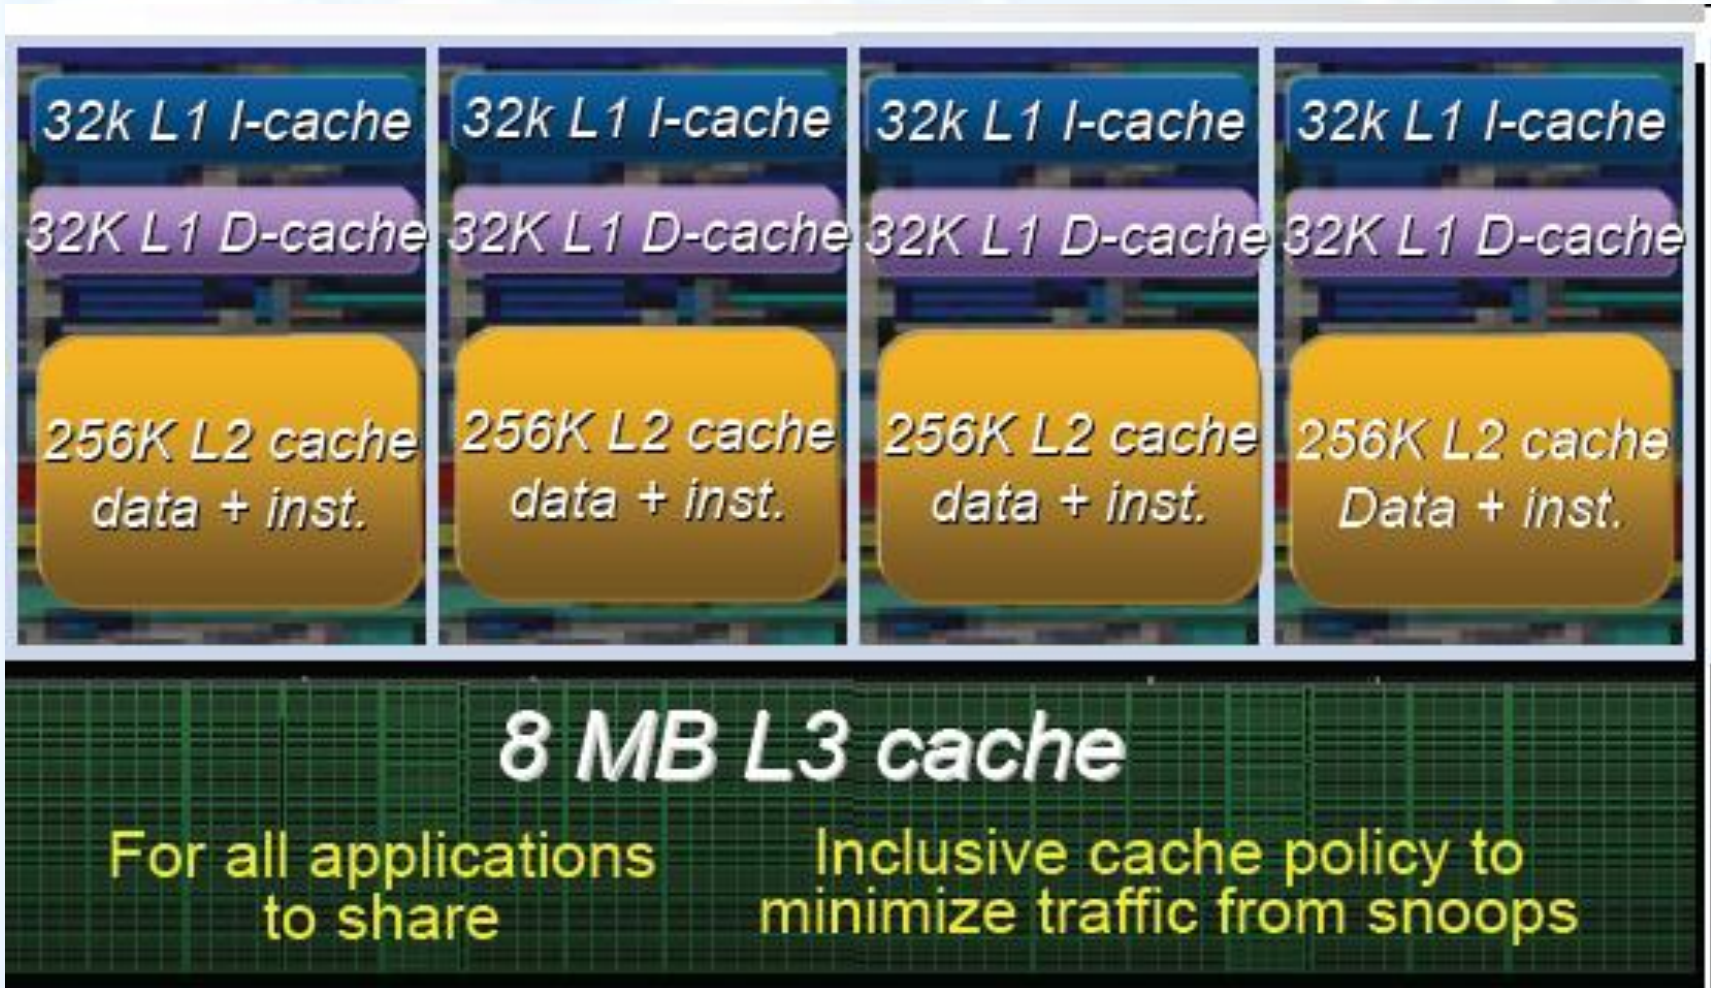 32k L1 I-cache
32k L1 I-cache
32k L1 I-cache
32k L1 I-cache
32K L1 D-cache
32K L1 D-cache
32K L1 D-cache
32K L1 D-cache
256K L2 cache
data + inst.
256K L2 cache
data + inst.
256K L2 cache
data + inst.
256K L2 cache
Data + inst.
8 MB L3 cache
For all applications
to share
Inclusive cache policy to
minimize traffic from snoops